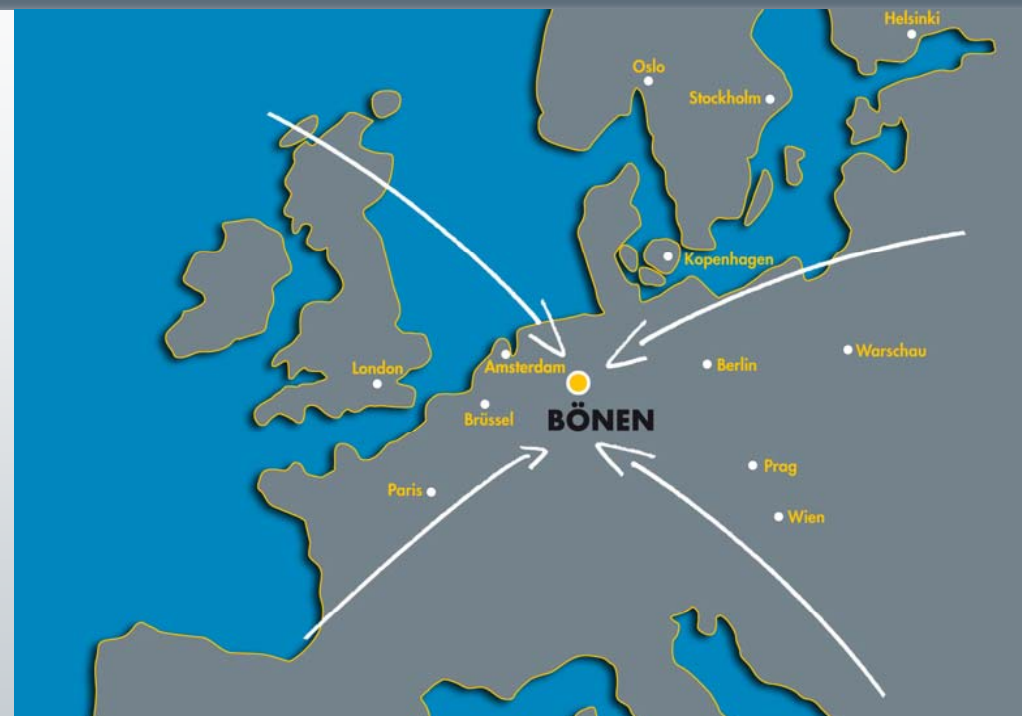 Helsinki
Oslo
Stockholm
Kopenhagen
Warschau
Berlin
Amsterdam
London
Brüssel
BÖNEN
Prag
Paris
Wien